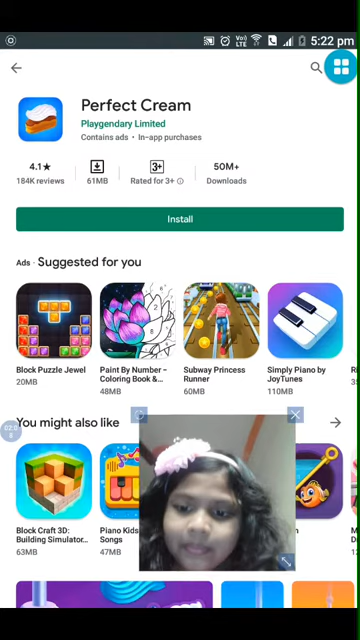 Vo))
LTE
5:22 pm
Perfect Cream
Playgendary Limited
Contains ads • In-app purchases
4.1★
184K reviews
61MB
3+
Rated for 3+
50M+
Downloads
Install
Ads · Suggested for you
Block Puzzle Jewel
20MB
Paint By Number -
Coloring Book &...
48MB
Subway Princess
Runner
60MB
Simply Piano by
JoyTunes
110MB
You might also like
Block Craft 3D:
Building Simulator...
63MB
Piano Kids
Songs
47MB